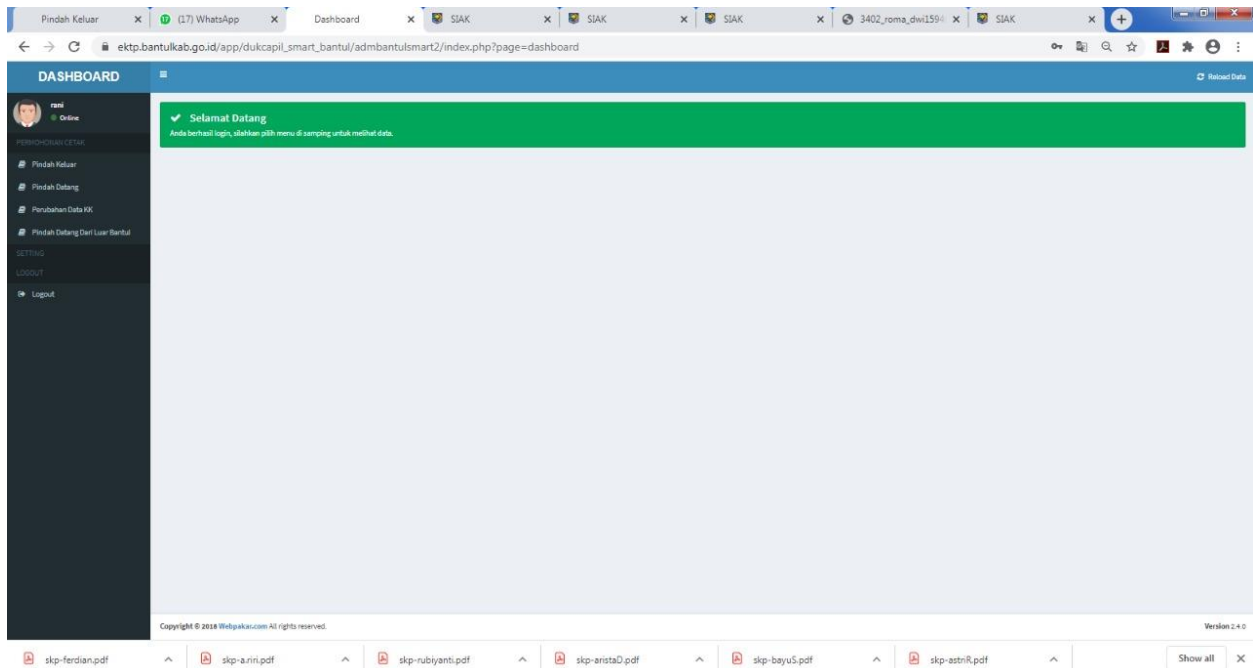 Pindah Keluar
(17) WhatsApp
Dashboard
SIAK
SIAK
SIAK
3402_roma_dwi1594
SIAK
ektp.bantulkab.go.id/app/dukcapil_smart_bantul/admbantulsmart2/index.php?page=dashboard
DASHBOARD
Reload Data
rani
Online
Selamat Datang
Anda berhasil login, silahkan pilih menu di samping untuk melihat data.
PERMOHONAN CETAK
Pindah Keluar
Pindah Datang
Perubahan Data KK
Pindah Datang Dari Luar Bantul
SETTING
LOGOUT
Logout
Copyright © 2018 Webpakar.com All rights reserved.
Version 2.4.0
skp-ferdian.pdf
skp-a.riri.pdf
skp-rubiyanti.pdf
skp-aristaD.pdf
skp-bayuS.pdf
skp-astriR.pdf
Show all